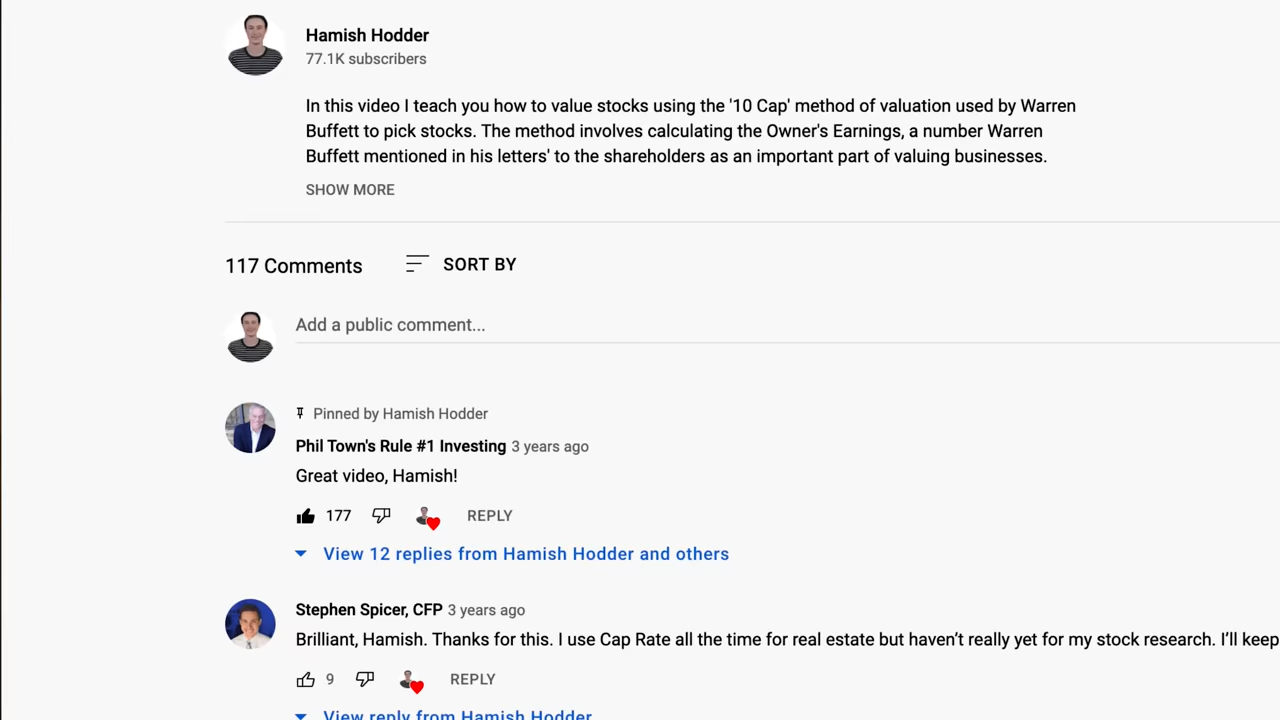 Hamish Hodder
77.1K subscribers
In this video I teach you how to value stocks using the '10 Cap' method of valuation used by Warren
Buffett to pick stocks. The method involves calculating the Owner's Earnings, a number Warren
Buffett mentioned in his letters' to the shareholders as an important part of valuing businesses.
SHOW MORE
117 Comments SORT BY
Add a public comment...
Pinned by Hamish Hodder
Phil Town's Rule #1 Investing 3 years ago
Great video, Hamish!
177 REPLY
View 12 replies from Hamish Hodder and others
Stephen Spicer, CFP 3 years ago
Brilliant, Hamish. Thanks for this. I use Cap Rate all the time for real estate but haven’t really yet for my stock research. I’ll keep
9 REPLY
View reply from Hamish Hodder